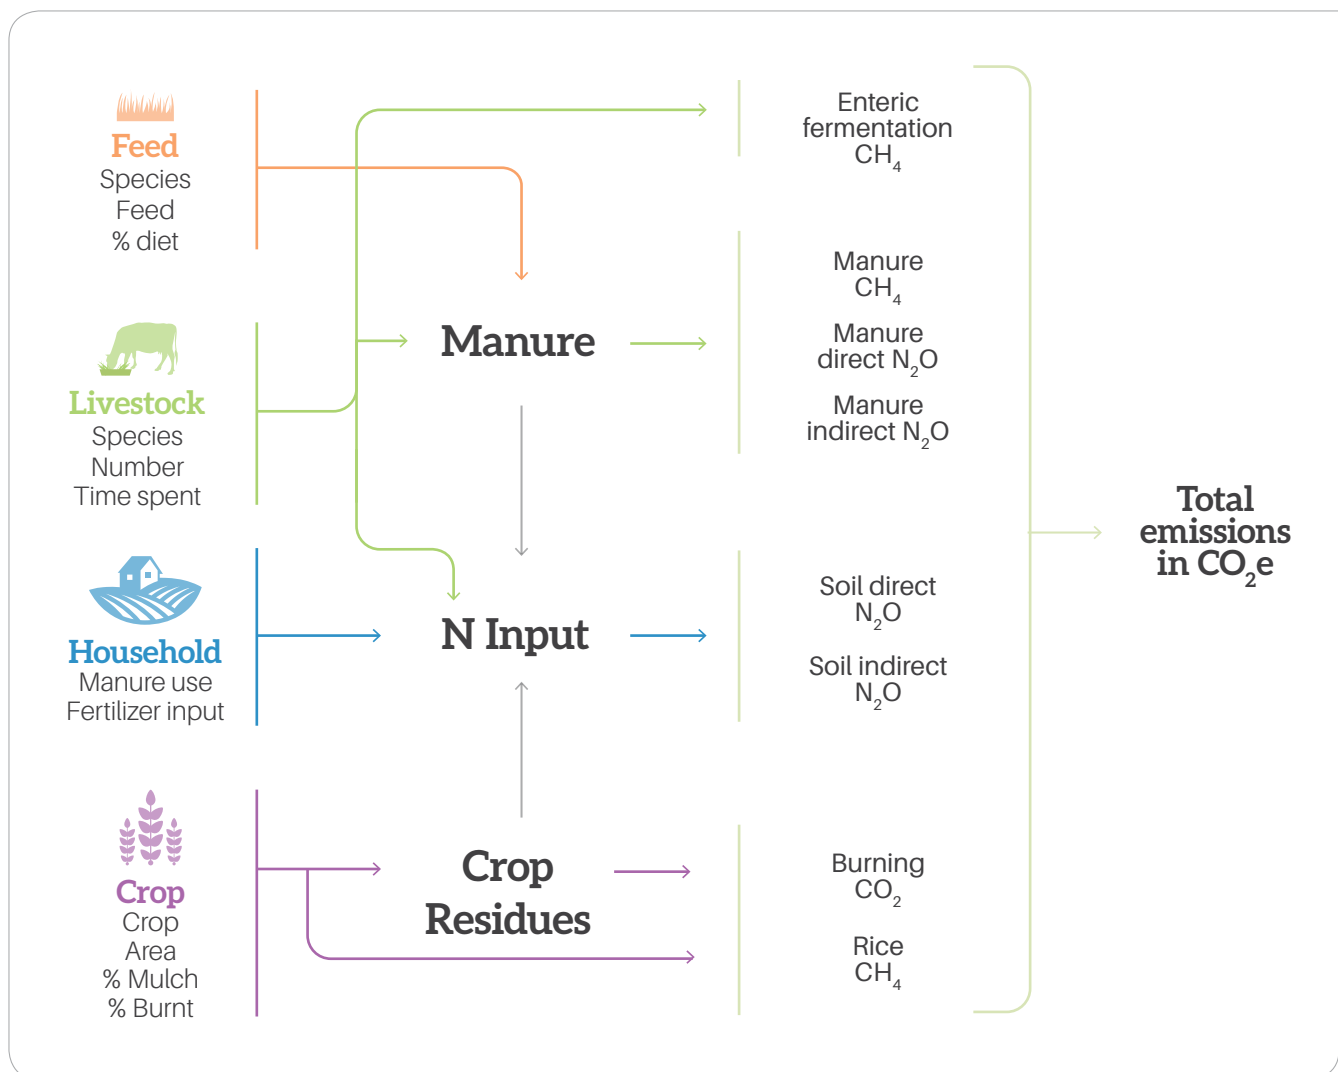 Feed
Species
Feed
% diet
Livestock
Species
Number
Time spent
Household
Manure use
Fertilizer input
Crop
Crop
Area
% Mulch
% Burnt
Manure
N Input
Crop
Residues
Enteric
fermentation
CH₄
Manure
CH₄
Manure
direct N₂O
Manure
indirect N₂O
Soil direct
N₂O
Soil indirect
N₂O
Burning
CO₂
Rice
CH₄
Total
emissions
in CO₂e